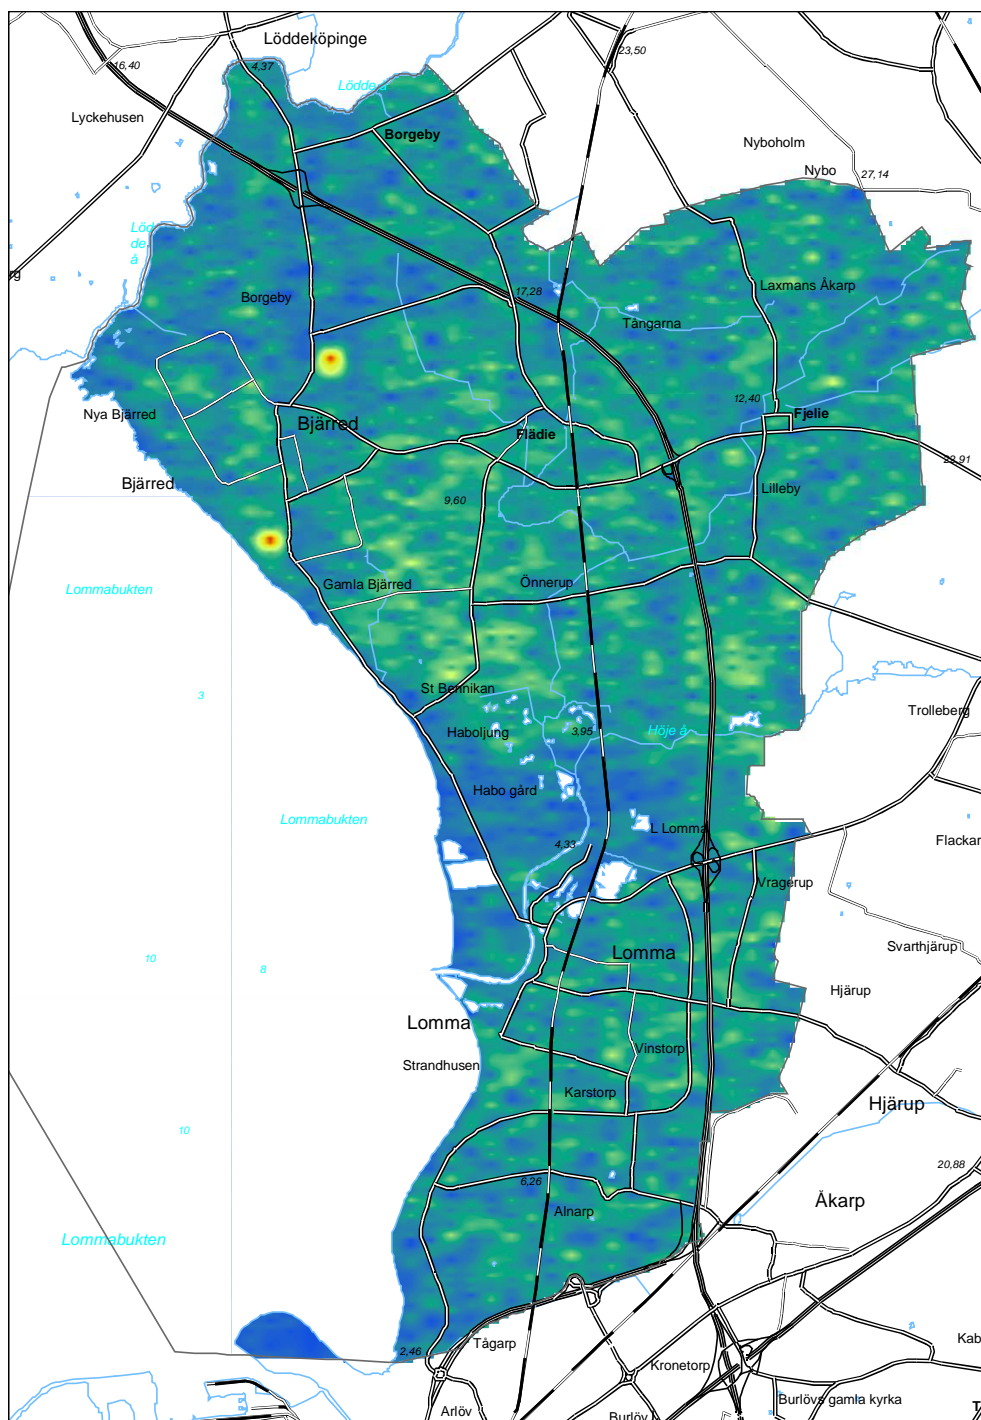 Löddeköpinge
23,50
16,40
4,37
Lödde å
Lyckehusen
Borgeby
Nyboholm
Nybo
27,14
Löd
de
å
rg
Borgeby
17,28
Laxmans Åkarp
Tångarna
12,40
Nya Bjärred
Bjärred
Flädie
Fjelie
22,91
Bjärred
9,60
Lilleby
Lommabukten
Gamla Bjärred
Önnerup
3
St Bennikan
Trolleberg
Haboljung
3,95
Höje å
Habo gård
Lommabukten
L Lomma
4,33
Flackar
Vragerup
10
8
Lomma
Svarthjärup
Hjärup
Lomma
Vinstorp
Strandhusen
Karstorp
Hjärup
10
20,88
6,26
Åkarp
Alnarp
Lommabukten
Tågarp
2,46
Kronetorp
Kab
Burlövs gamla kyrka
Arlöv
Burlöv
T